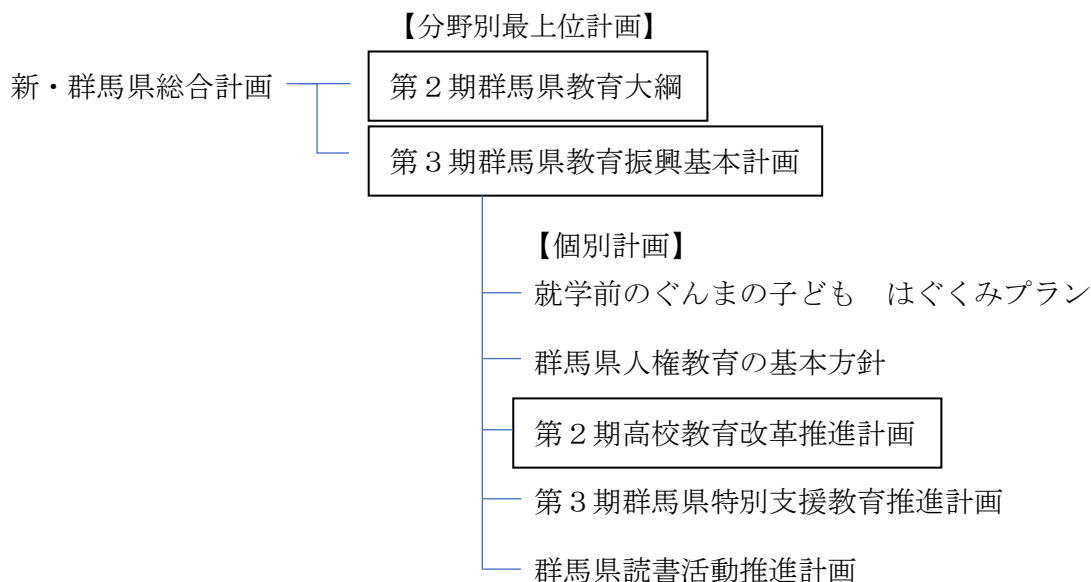 【分野別最上位計画】
新・群馬県総合計画
第２期群馬県教育大綱
第３期群馬県教育振興基本計画
【個別計画】
就学前のぐんまの子ども　はぐくみプラン
群馬県人権教育の基本方針
第２期高校教育改革推進計画
第３期群馬県特別支援教育推進計画
群馬県読書活動推進計画